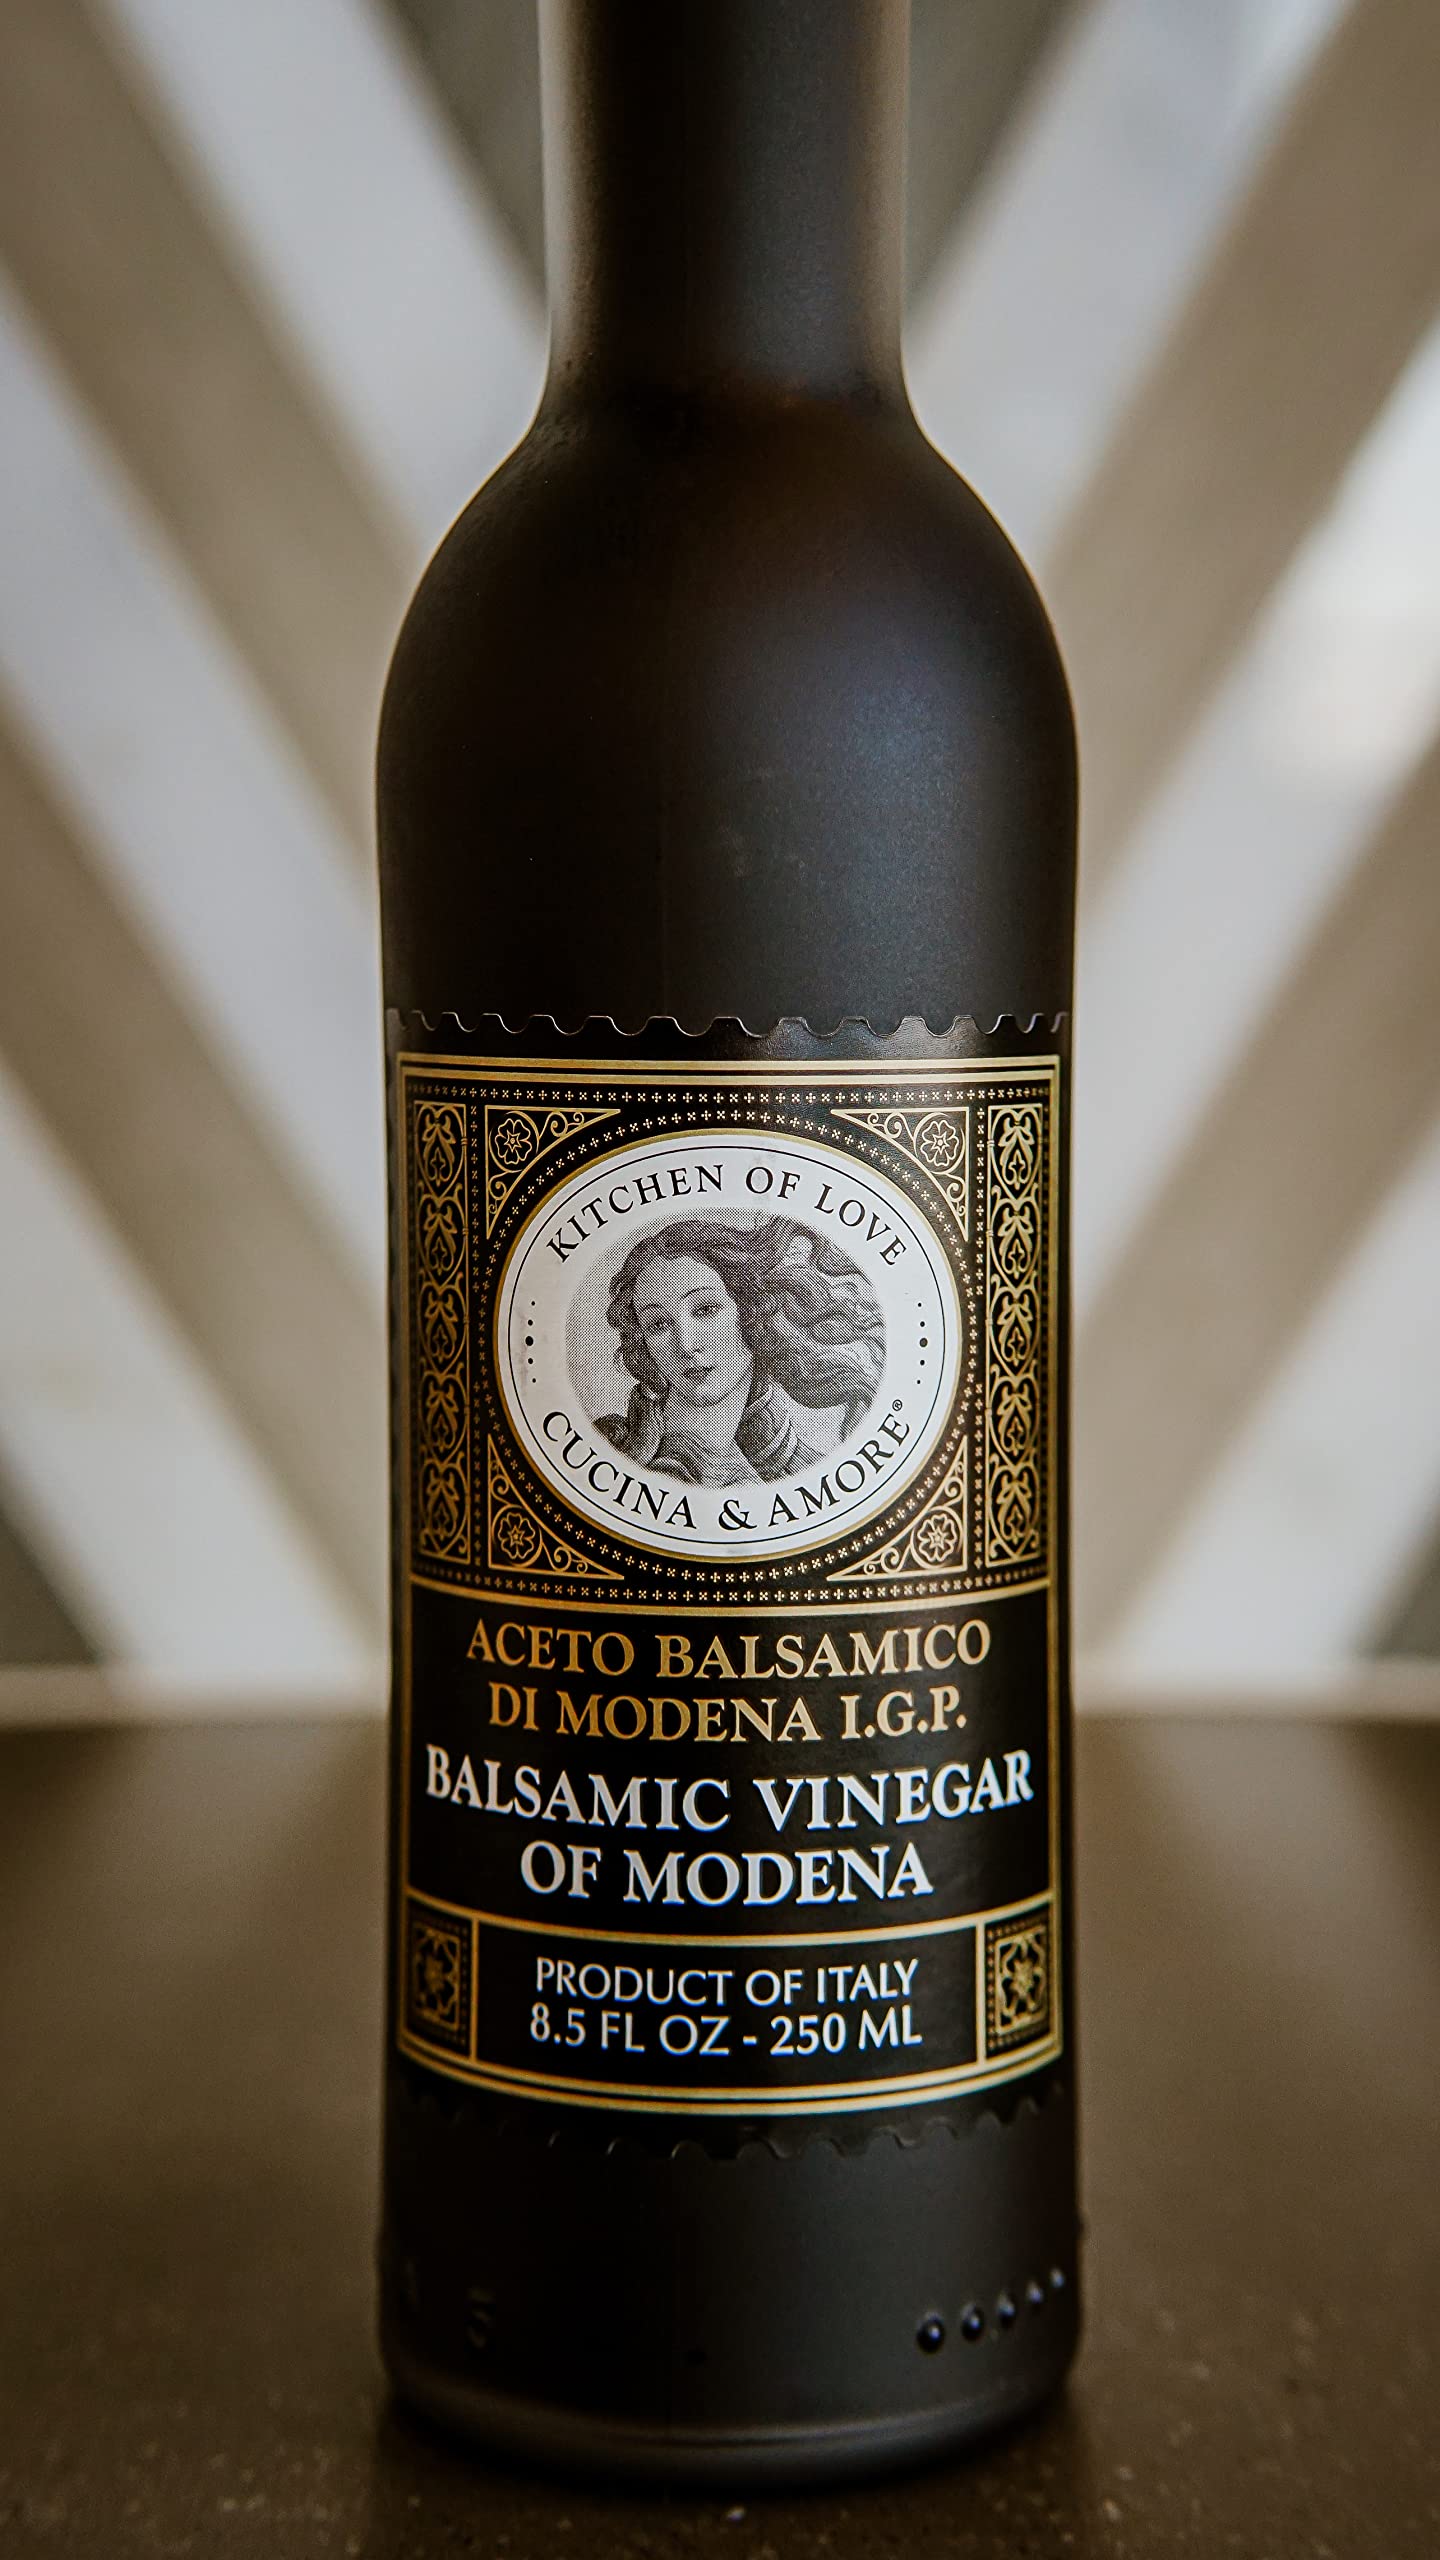 KITCHEN OF LOVE
CUCINA & AMORE®
ACETO BALSAMICO
DI MODENA I.G.P.
BALSAMIC VINEGAR
OF MODENA
PRODUCT OF ITALY
8.5 FL OZ - 250 ML